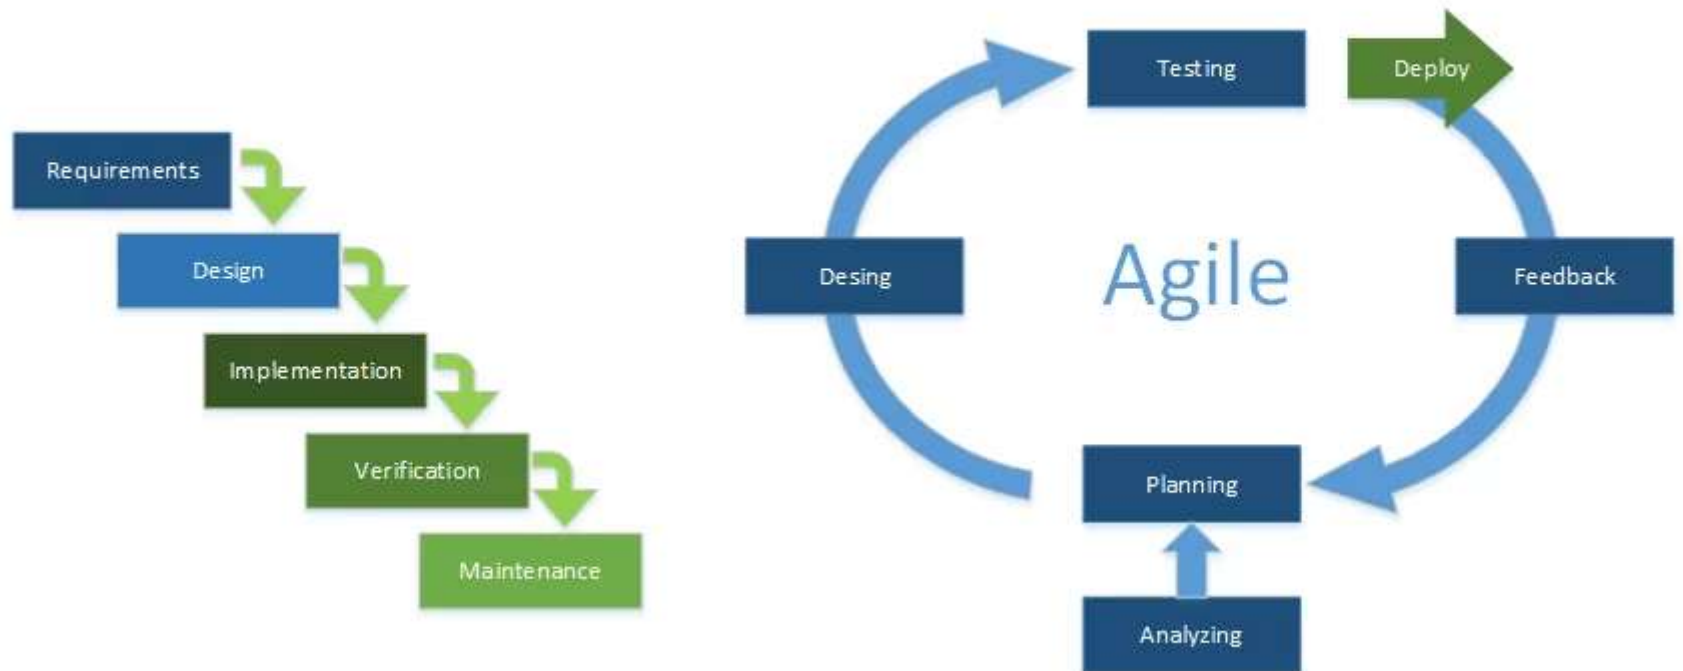 Requirements
Design
Implementation
Verification
Maintenance
Testing
Deploy
Desing
Agile
Feedback
Planning
Analyzing